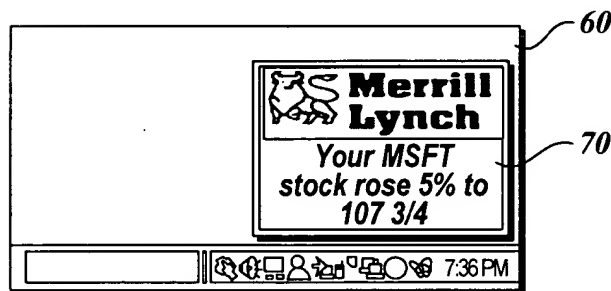 60
Merrill
Lynch
70
Your MSFT
stock rose 5% to
107 3/4
7:36 PM